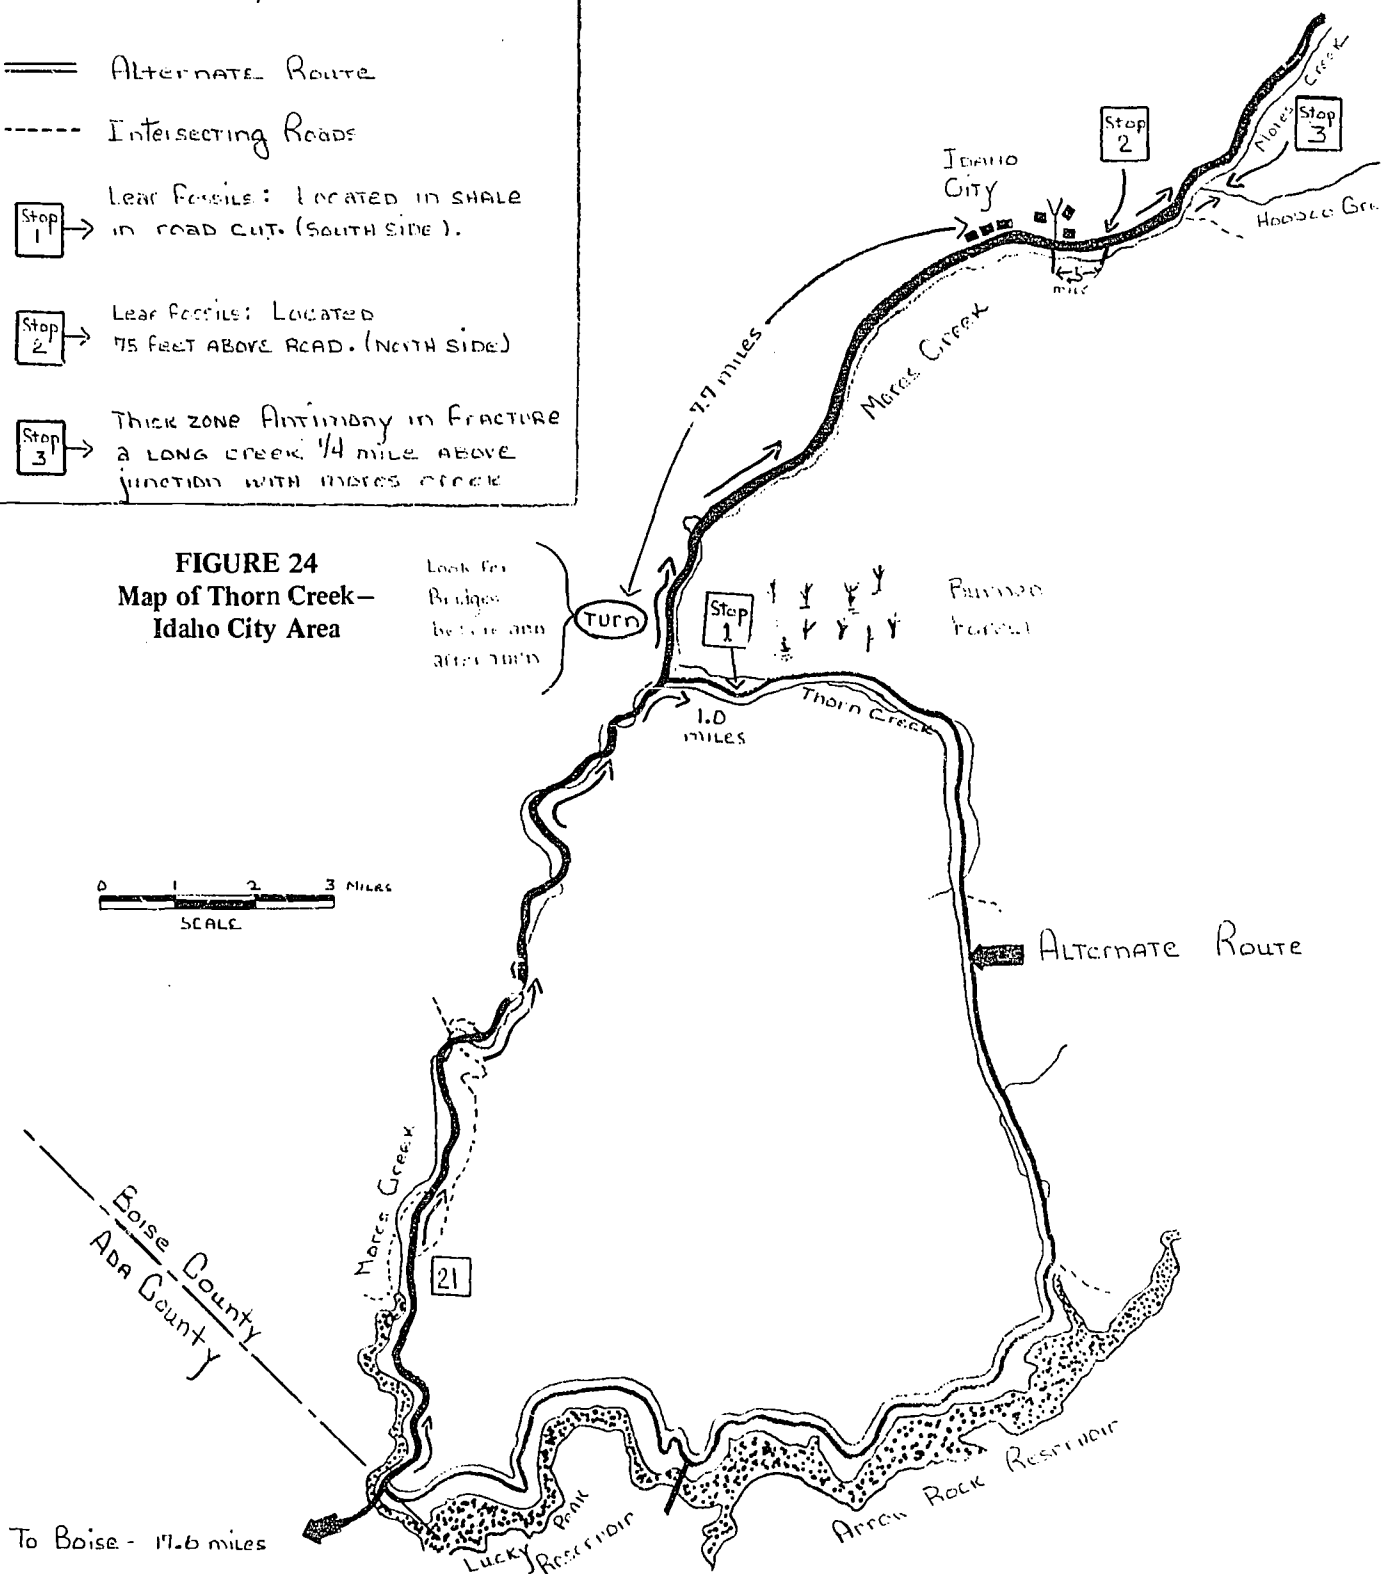 ALTERNATE ROUTE
Intersecting Roads
Stop
1
Leaf Fossils: Located in SHALE
in road cut. (South Side).
Stop
2
Leaf Fossils: Located
75 feet above road. (North Side)
Stop
3
Thick zone Antimony in Fracture
a long creek 1/4 mile above
junction with mores creek
FIGURE 24
Map of Thorn Creek–
Idaho City Area
Look for
Bridges
before and
after turn
Turn
7.7 miles
Idaho
City
Stop
2
Stop
3
Mores Creek
mile
Mores Creek
Stop
1
Forest
1.0
miles
Thorn Creek
0 1 2 3 Miles
SCALE
Alternate Route
Mores Creek
21
Boise County
Ada County
To Boise - 17.6 miles
Lucky Peak
Reservoir
Arrow Rock Reservoir